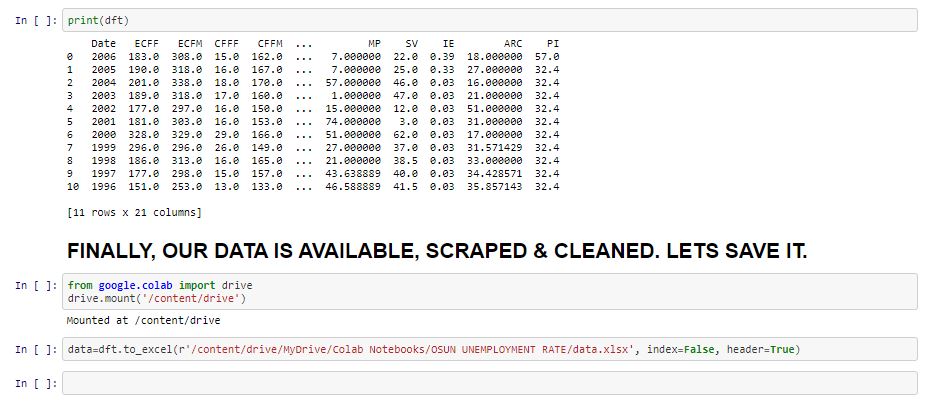 In [ ]: print(dft)
Date ECFF ECFM CFFF CFFM ... MP SV IE ARC PI
0 2006 183.0 308.0 15.0 162.0 ... 7.000000 22.0 0.39 18.000000 57.0
1 2005 190.0 318.0 16.0 167.0 ... 7.000000 25.0 0.33 27.000000 32.4
2 2004 201.0 338.0 18.0 170.0 ... 57.000000 46.0 0.03 16.000000 32.4
3 2003 189.0 318.0 17.0 160.0 ... 1.000000 47.0 0.03 21.000000 32.4
4 2002 177.0 297.0 16.0 150.0 ... 15.000000 12.0 0.03 51.000000 32.4
5 2001 181.0 303.0 16.0 153.0 ... 74.000000 3.0 0.03 31.000000 32.4
6 2000 328.0 329.0 29.0 166.0 ... 51.000000 62.0 0.03 17.000000 32.4
7 1999 296.0 296.0 26.0 149.0 ... 27.000000 37.0 0.03 31.571429 32.4
8 1998 186.0 313.0 16.0 165.0 ... 21.000000 38.5 0.03 33.000000 32.4
9 1997 177.0 298.0 15.0 157.0 ... 43.638889 40.0 0.03 34.428571 32.4
10 1996 151.0 253.0 13.0 133.0 ... 46.588889 41.5 0.03 35.857143 32.4
[11 rows x 21 columns]
FINALLY, OUR DATA IS AVAILABLE, SCRAPED & CLEANED. LETS SAVE IT.
In [ ]: from google.colab import drive
drive.mount('/content/drive')
Mounted at /content/drive
In [ ]: data=dft.to_excel(r'/content/drive/MyDrive/Colab Notebooks/OSUN UNEMPLOYMENT RATE/data.xlsx', index=False, header=True)
In [ ]: